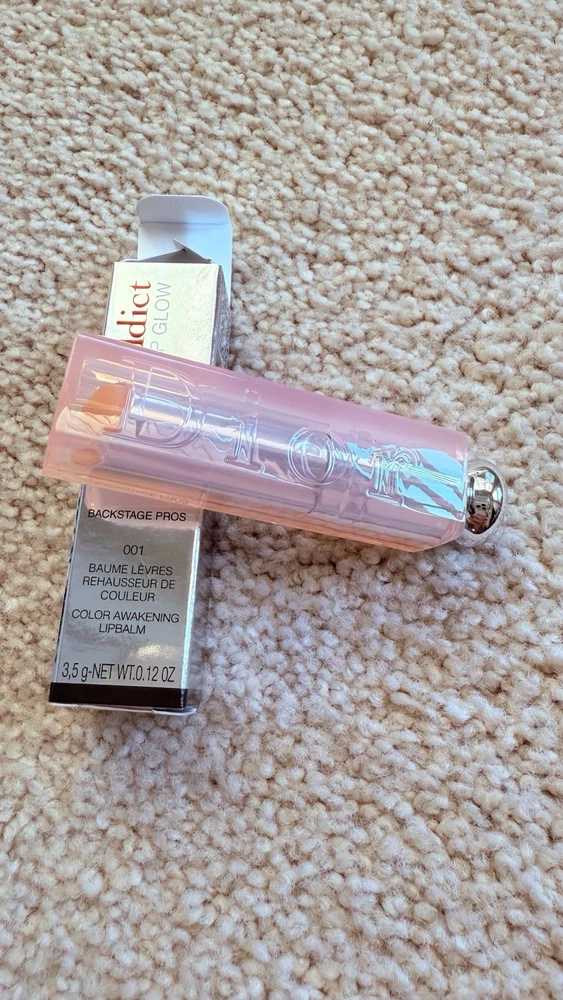 ddict
P GLOW
Dior
BACKSTAGE PROS
001
BAUME LÈVRES
REHAUSSEUR DE
COULEUR
COLOR AWAKENING
LIPBALM
3,5 g-NET WT.0.12 OZ